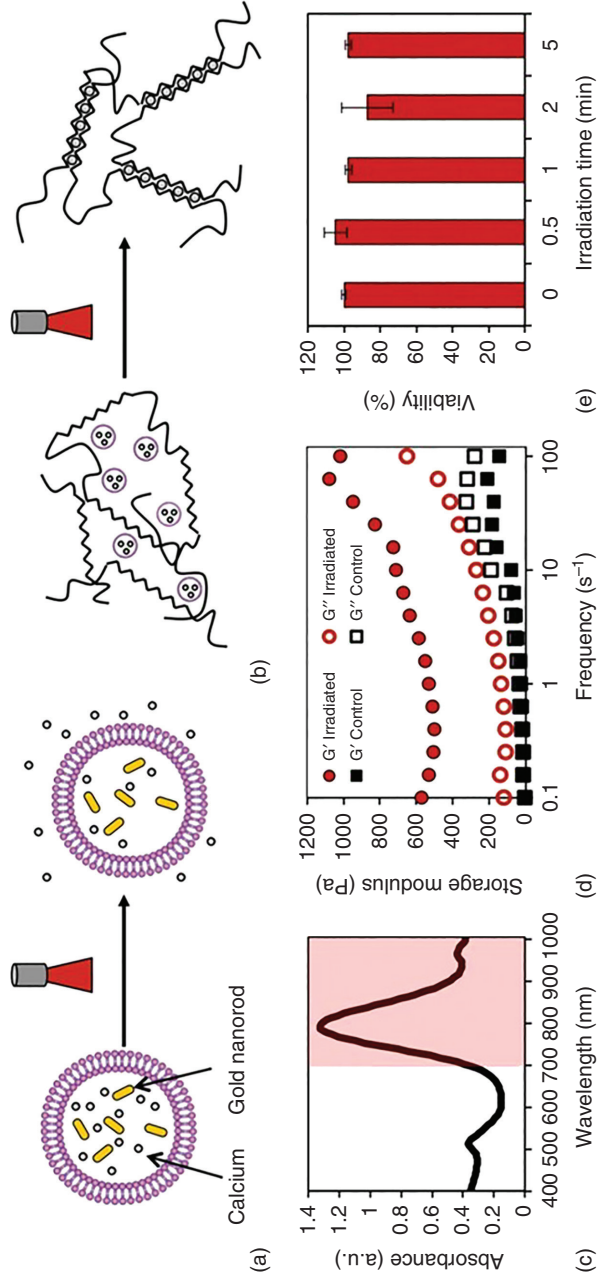 Calcium
Gold nanorod
(a)
(b)
1.4
1.2
1
0.8
0.6
0.4
0.2
0
Absorbance (a.u.)
400 500 600 700 800 900 1000
Wavelength (nm)
(c)
1200
1000
800
600
400
200
0
Storage modulus (Pa)
G′ Irradiated
G″ Irradiated
G′ Control
G″ Control
0.1 1 10 100
Frequency (s⁻¹)
(d)
120
100
80
60
40
20
0
Viability (%)
0 0.5 1 2 5
Irradiation time (min)
(e)